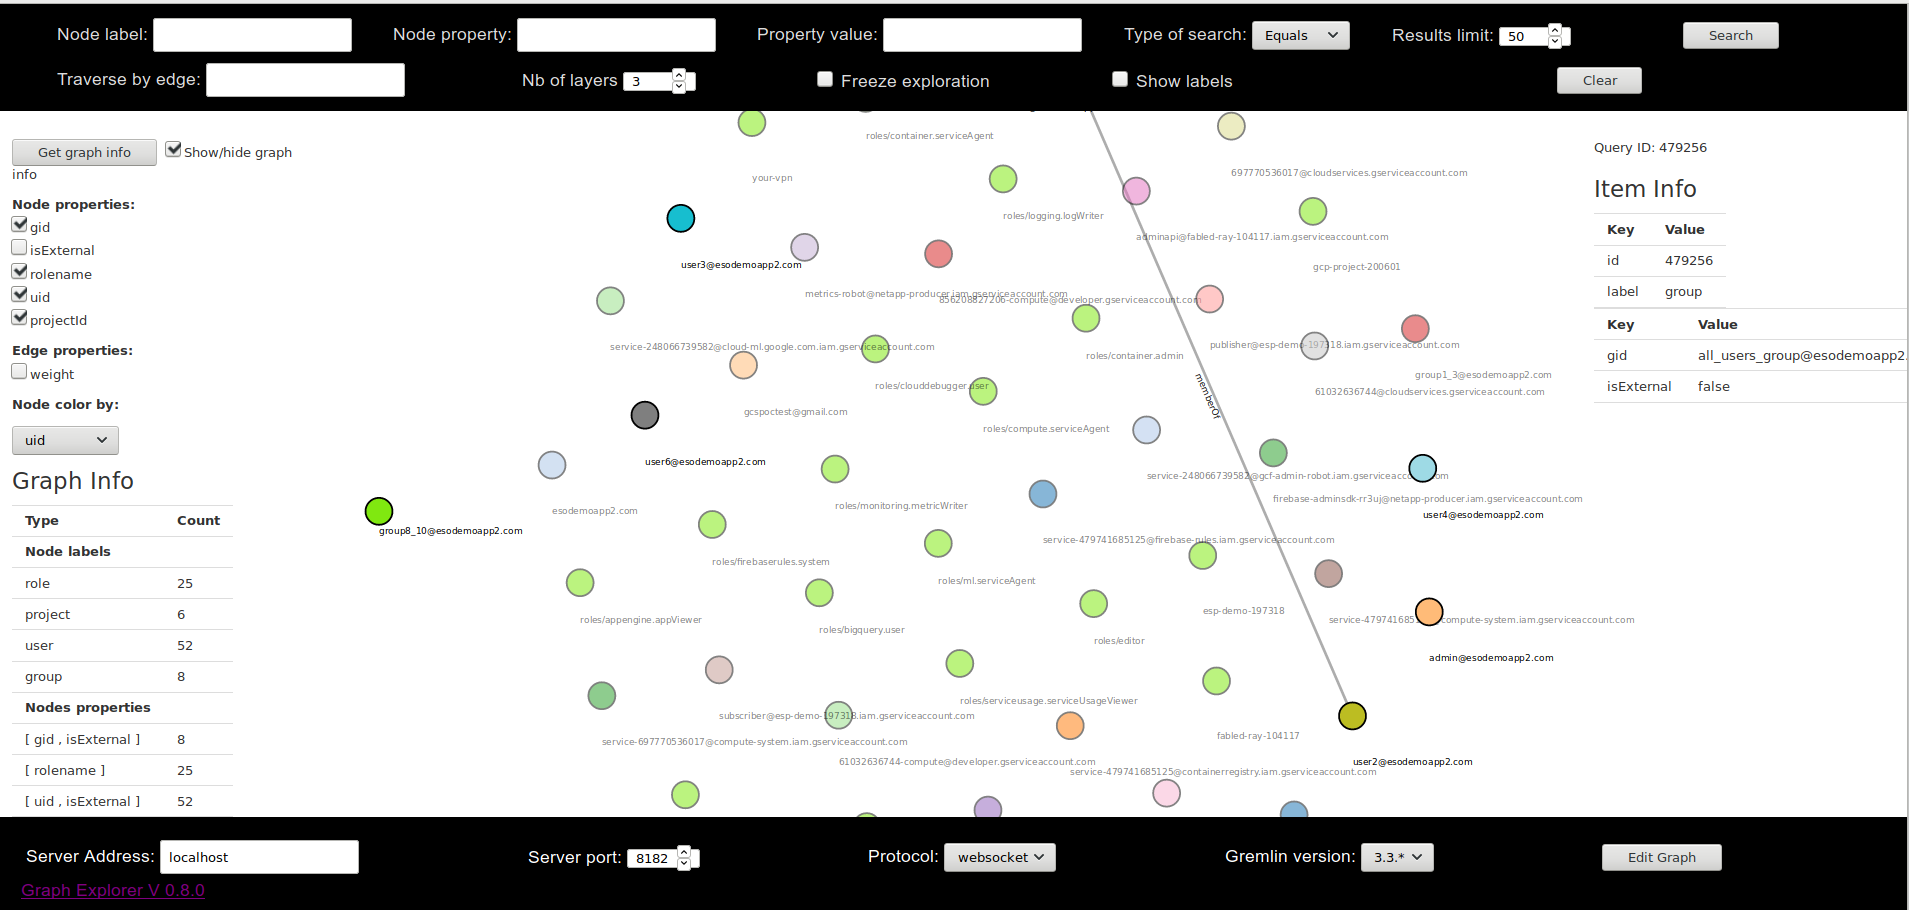 Node label:
Node property:
Property value:
Type of search: Equals
Results limit: 50
Search
Traverse by edge:
Nb of layers 3
Freeze exploration
Show labels
Clear
Get graph info
Show/hide graph
info
Node properties:
gid
isExternal
rolename
uid
projectId
Edge properties:
weight
Node color by:
uid
Graph Info
Type Count
Node labels
role 25
project 6
user 52
group 8
Nodes properties
[ gid , isExternal ] 8
[ rolename ] 25
[ uid , isExternal ] 52
roles/container.serviceAgent
your-vpn
697770536017@cloudservices.gserviceaccount.com
roles/logging.logWriter
adminapi@fabled-ray-104117.iam.gserviceaccount.com
user3@esodemoapp2.com
gcp-project-200601
metrics-robot@netapp-producer.iam.gserviceaccount.com
856208827206-compute@developer.gserviceaccount.com
service-248066739582@cloud-ml.google.com.iam.gserviceaccount.com
roles/container.admin
publisher@esp-demo-197318.iam.gserviceaccount.com
group1_3@esodemoapp2.com
roles/clouddebugger.user
61032636744@cloudservices.gserviceaccount.com
memberOf
gcspoctest@gmail.com
roles/compute.serviceAgent
user6@esodemoapp2.com
service-248066739582@gcf-admin-robot.iam.gserviceaccount.com
firebase-adminsdk-rr3uj@netapp-producer.iam.gserviceaccount.com
roles/monitoring.metricWriter
esodemoapp2.com
user4@esodemoapp2.com
group8_10@esodemoapp2.com
service-479741685125@firebase-rules.iam.gserviceaccount.com
roles/firebaserules.system
roles/ml.serviceAgent
esp-demo-197318
roles/appengine.appViewer
roles/bigquery.user
roles/editor
admin@esodemoapp2.com
roles/serviceusage.serviceUsageViewer
subscriber@esp-demo-197318.iam.gserviceaccount.com
fabled-ray-104117
service-697770536017@compute-system.iam.gserviceaccount.com
61032636744-compute@developer.gserviceaccount.com
user2@esodemoapp2.com
service-479741685125@containerregistry.iam.gserviceaccount.com
Query ID: 479256
Item Info
Key Value
id 479256
label group
Key Value
gid all_users_group@esodemoapp2.
isExternal false
Server Address: localhost
Server port: 8182
Protocol: websocket
Gremlin version: 3.3.*
Edit Graph
Graph Explorer V 0.8.0